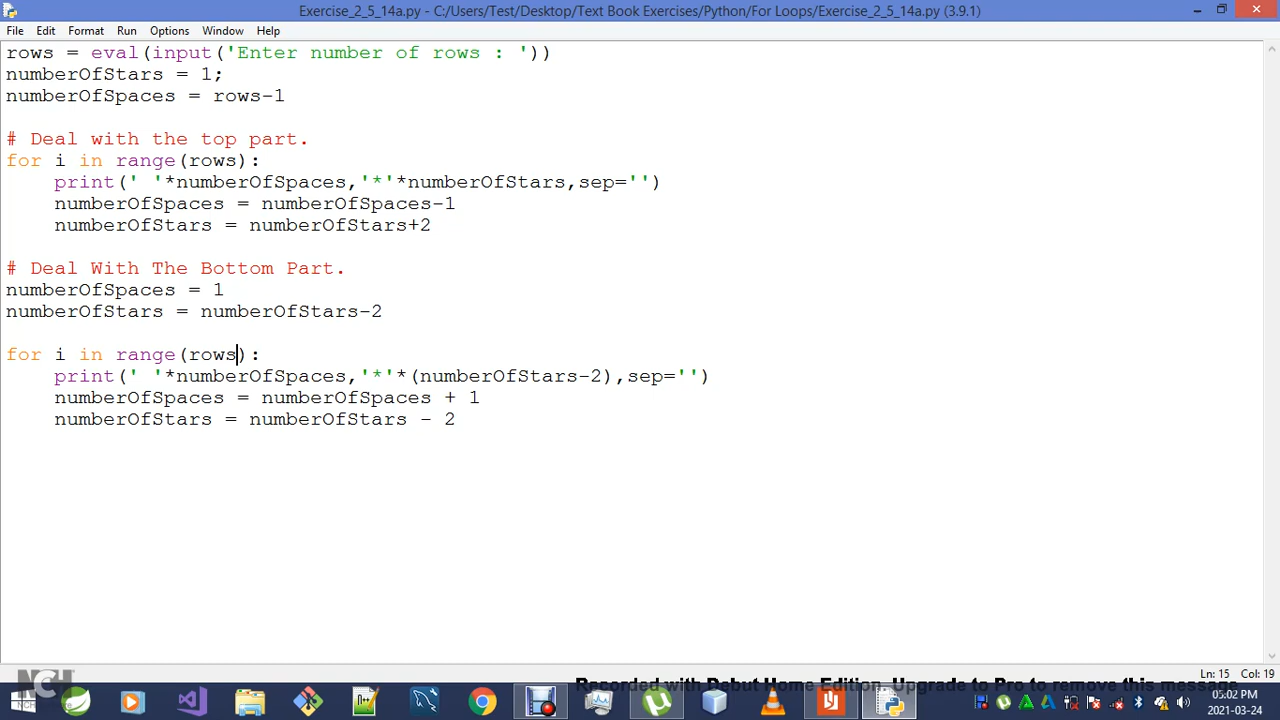 Exercise_2_5_14a.py - C:/Users/Test/Desktop/Text Book Exercises/Python/For Loops/Exercise_2_5_14a.py (3.9.1)
File Edit Format Run Options Window Help
rows = eval(input('Enter number of rows : '))
numberOfStars = 1;
numberOfSpaces = rows-1
# Deal with the top part.
for i in range(rows):
    print(' '*numberOfSpaces,'*'*numberOfStars,sep='')
    numberOfSpaces = numberOfSpaces-1
    numberOfStars = numberOfStars+2
# Deal With The Bottom Part.
numberOfSpaces = 1
numberOfStars = numberOfStars-2
for i in range(rows):
    print(' '*numberOfSpaces,'*'*(numberOfStars-2),sep='')
    numberOfSpaces = numberOfSpaces + 1
    numberOfStars = numberOfStars - 2
Ln: 15 Col: 19
NCH
Recorded with Debut Home Edition. Upgrade to Pro to remove this message
05:02 PM
2021-03-24